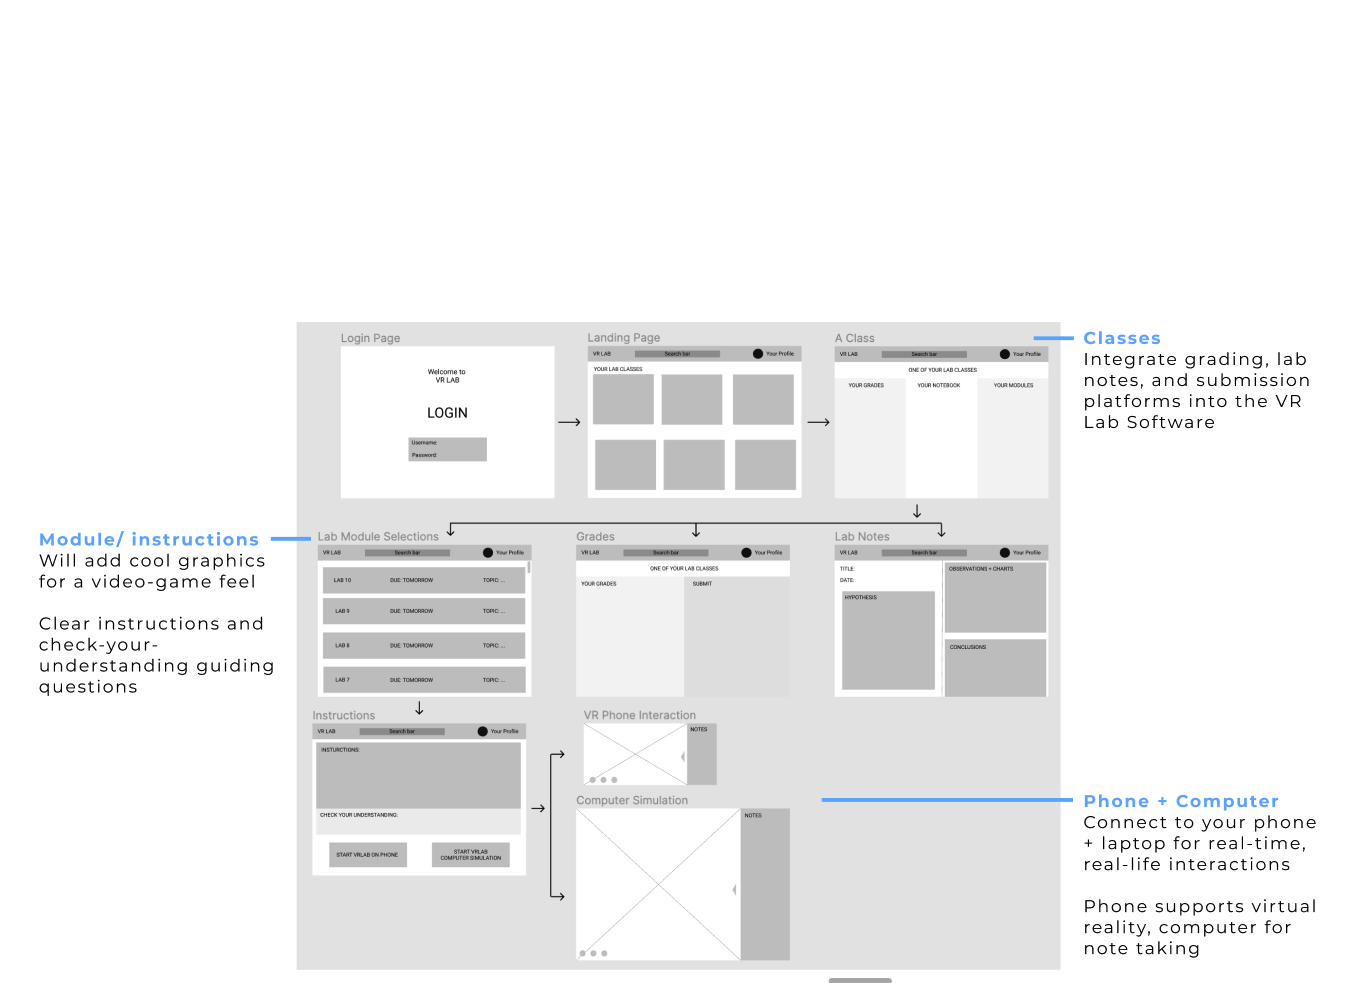 Login Page
Welcome to
VR LAB
LOGIN
Username:
Password:
Landing Page
VR LAB
Search bar
Your Profile
YOUR LAB CLASSES
A Class
VR LAB
Search bar
Your Profile
ONE OF YOUR LAB CLASSES
YOUR GRADES
YOUR NOTEBOOK
YOUR MODULES
Classes
Integrate grading, lab
notes, and submission
platforms into the VR
Lab Software
Module/ instructions
Will add cool graphics
for a video-game feel
Clear instructions and
check-your-
understanding guiding
questions
Lab Module Selections
VR LAB
Search bar
Your Profile
LAB 10 DUE: TOMORROW TOPIC: ...
LAB 9 DUE: TOMORROW TOPIC: ...
LAB 8 DUE: TOMORROW TOPIC: ...
LAB 7 DUE: TOMORROW TOPIC: ...
Grades
VR LAB
Search bar
Your Profile
ONE OF YOUR LAB CLASSES
YOUR GRADES
SUBMIT
Lab Notes
VR LAB
Search bar
Your Profile
TITLE:
DATE:
HYPOTHESIS
OBSERVATIONS + CHARTS
CONCLUSIONS
Instructions
VR LAB
Search bar
Your Profile
INSTURCTIONS:
CHECK YOUR UNDERSTANDING:
START VRLAB ON PHONE
START VRLAB
COMPUTER SIMULATION
VR Phone Interaction
NOTES
Computer Simulation
NOTES
Phone + Computer
Connect to your phone
+ laptop for real-time,
real-life interactions
Phone supports virtual
reality, computer for
note taking